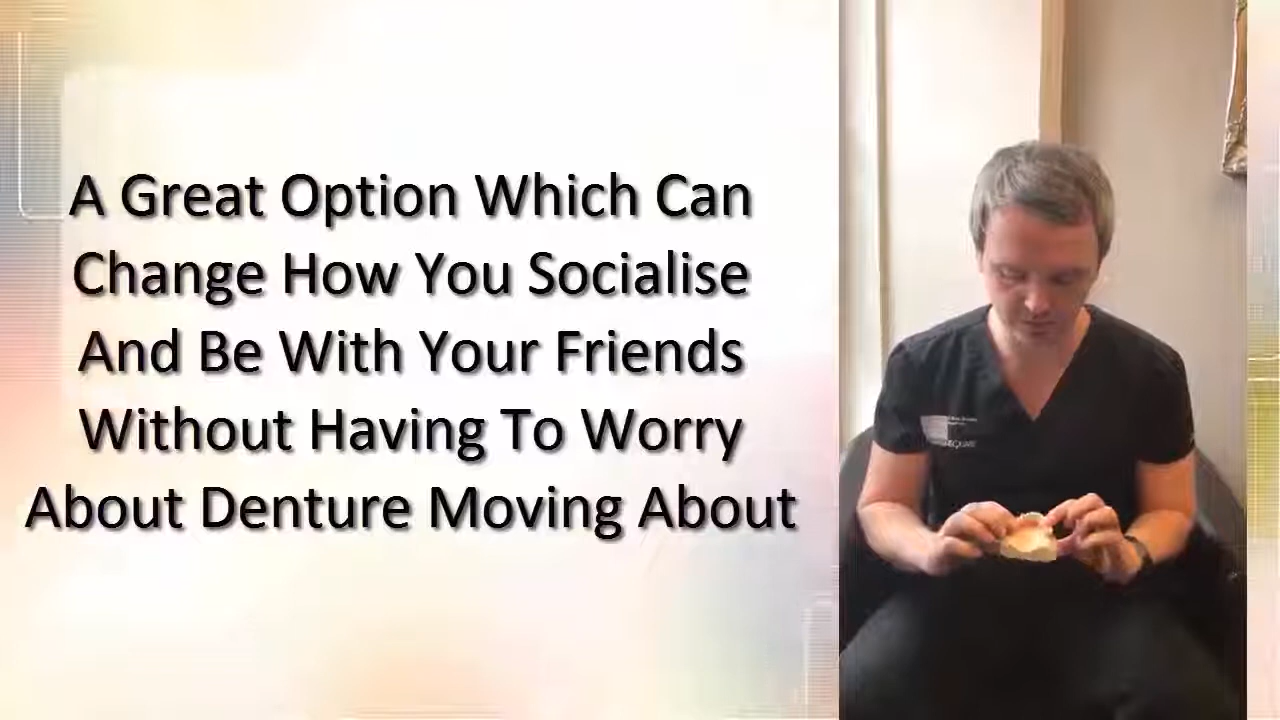 A Great Option Which Can
Change How You Socialise
And Be With Your Friends
Without Having To Worry
About Denture Moving About